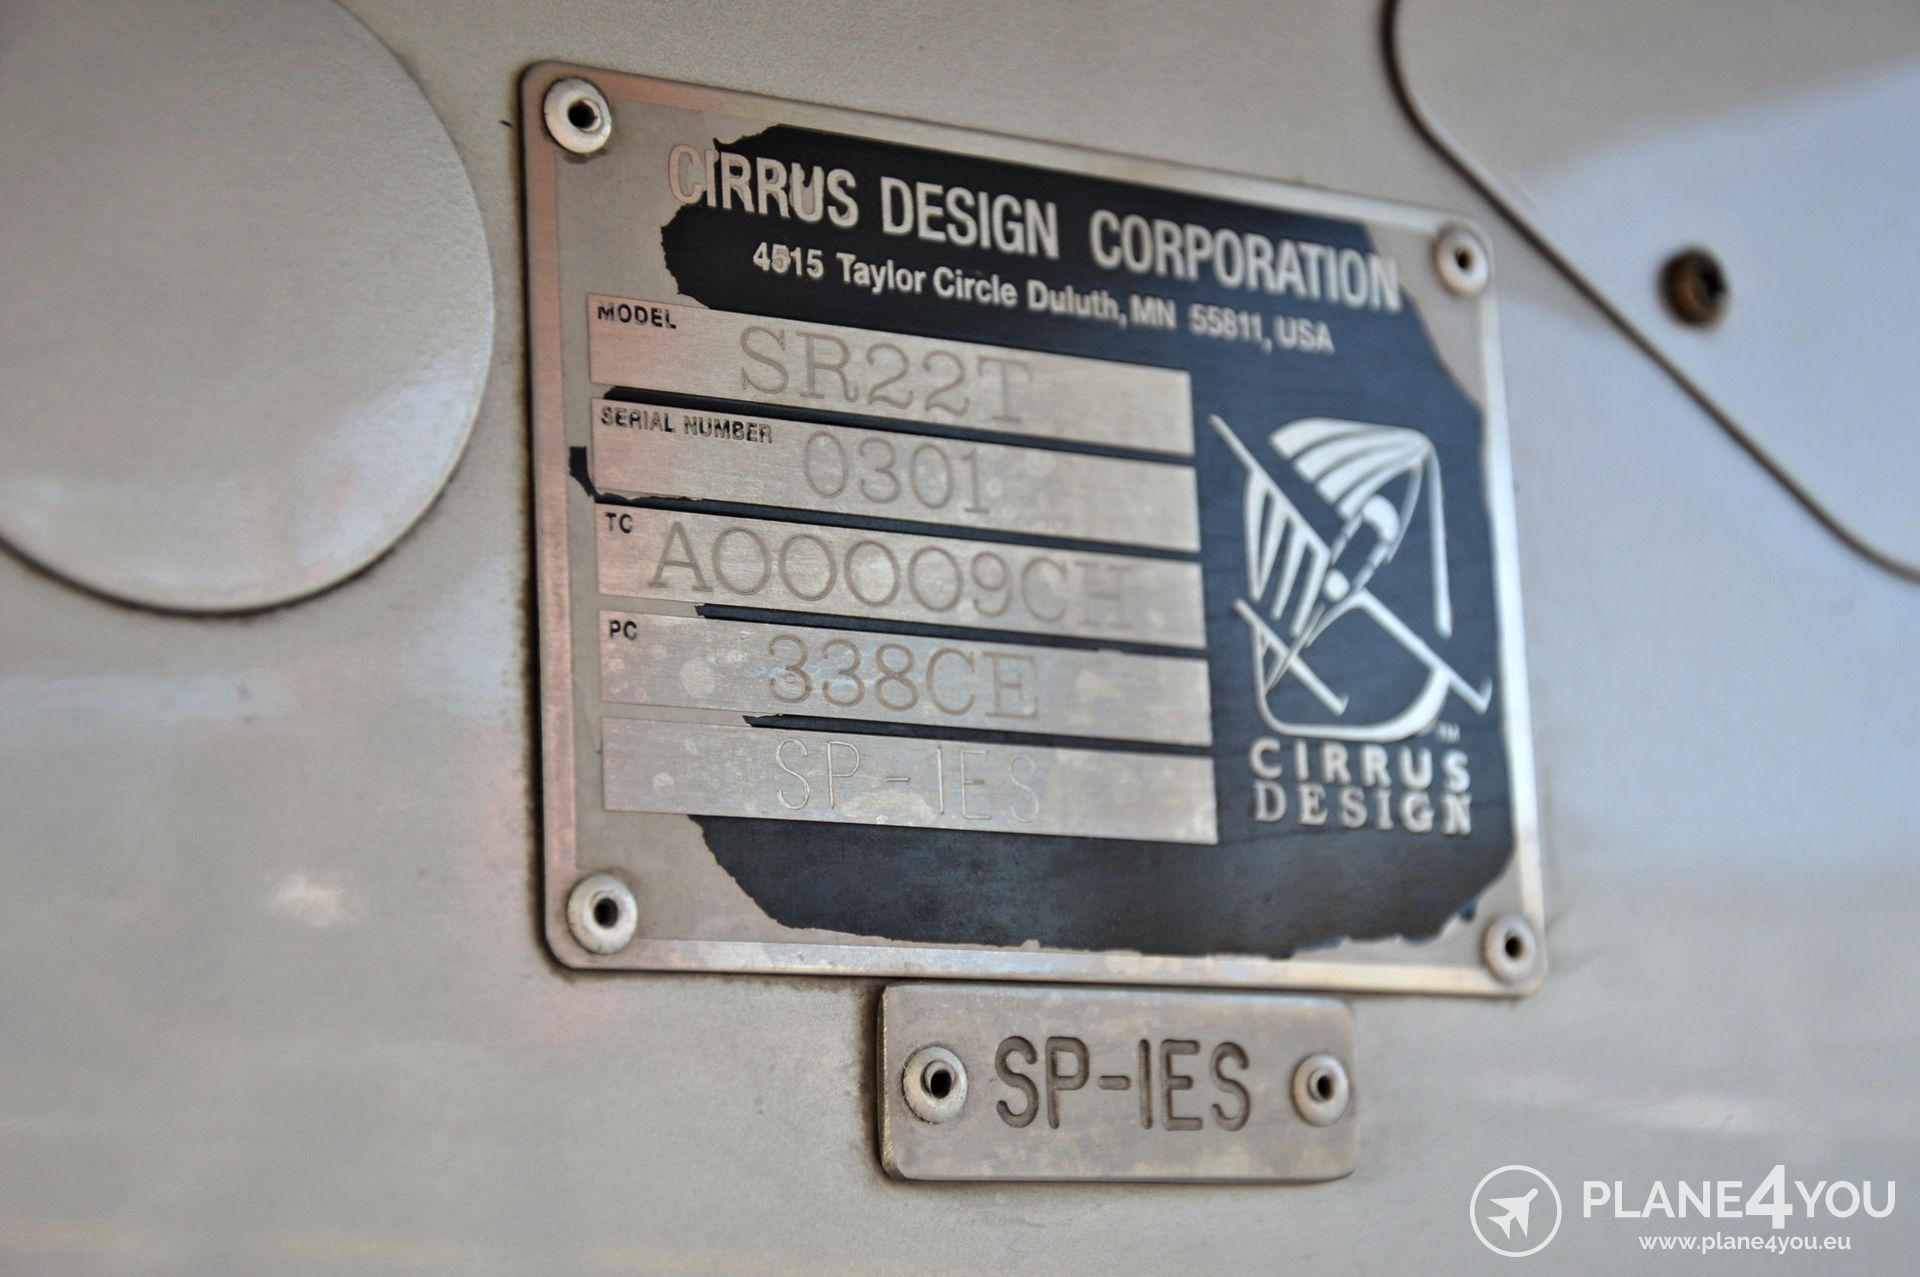 CIRRUS DESIGN CORPORATION
4515 Taylor Circle Duluth, MN 55811, USA
MODEL SR22T
SERIAL NUMBER 0301
TC A00009CH
PC 338CE
SP-IES
TM
CIRRUS
DESIGN
SP-IES
PLANE4YOU
www.plane4you.eu